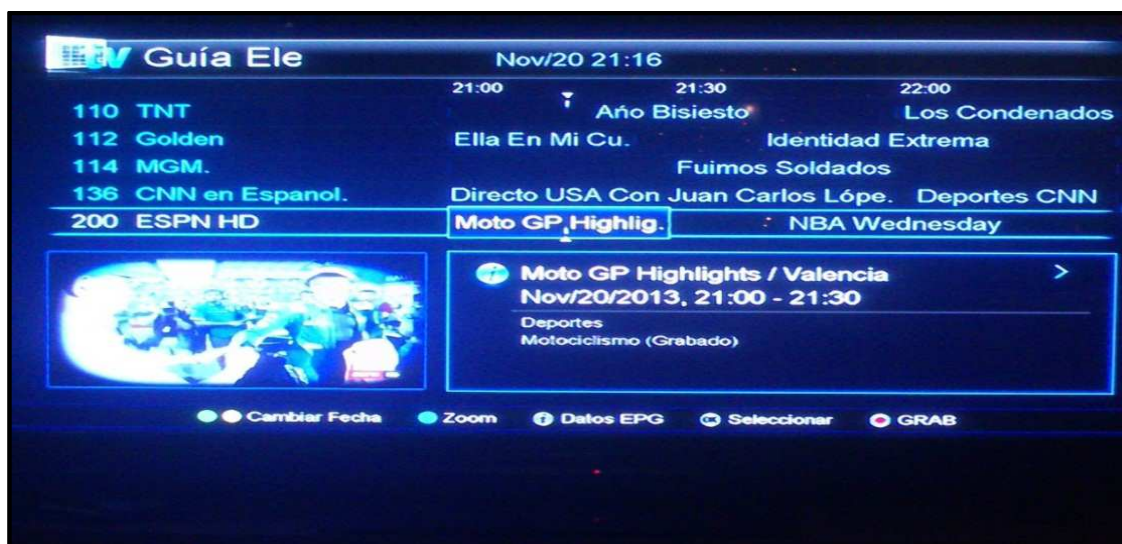 tv Guía Ele Nov/20 21:16
21:00 21:30 22:00
110 TNT Año Bisiesto Los Condenados
112 Golden Ella En Mi Cu. Identidad Extrema
114 MGM. Fuimos Soldados
136 CNN en Espanol. Directo USA Con Juan Carlos Lópe. Deportes CNN
200 ESPN HD Moto GP Highlig. NBA Wednesday
i Moto GP Highlights / Valencia >
Nov/20/2013, 21:00 - 21:30
Deportes
Motociclismo (Grabado)
Cambiar Fecha Zoom i Datos EPG OK Seleccionar GRAB